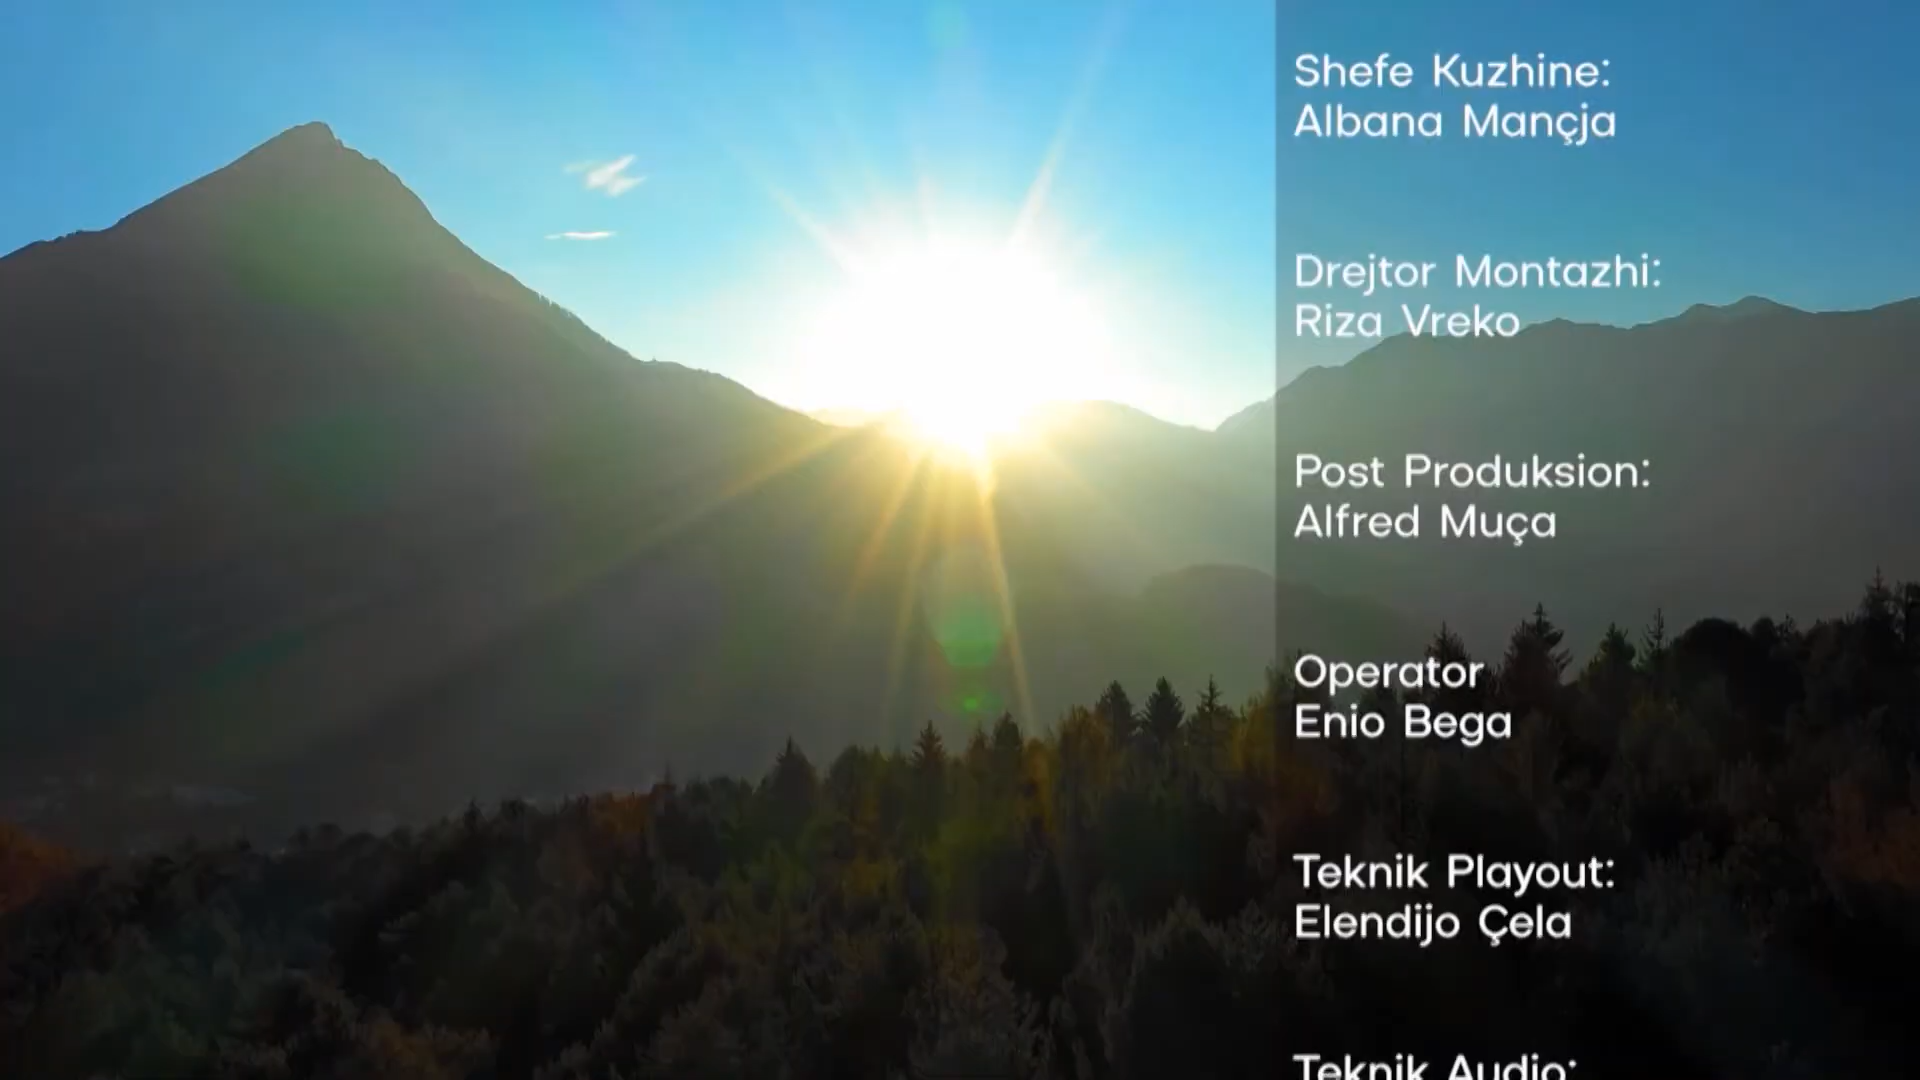 Shefe Kuzhine:
Albana Mançja
Drejtor Montazhi:
Riza Vreko
Post Produksion:
Alfred Muça
Operator
Enio Bega
Teknik Playout:
Elendijo Çela
Teknik Audio: